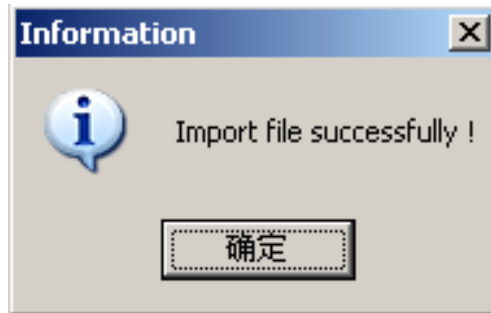 Information
Import file successfully !
确定